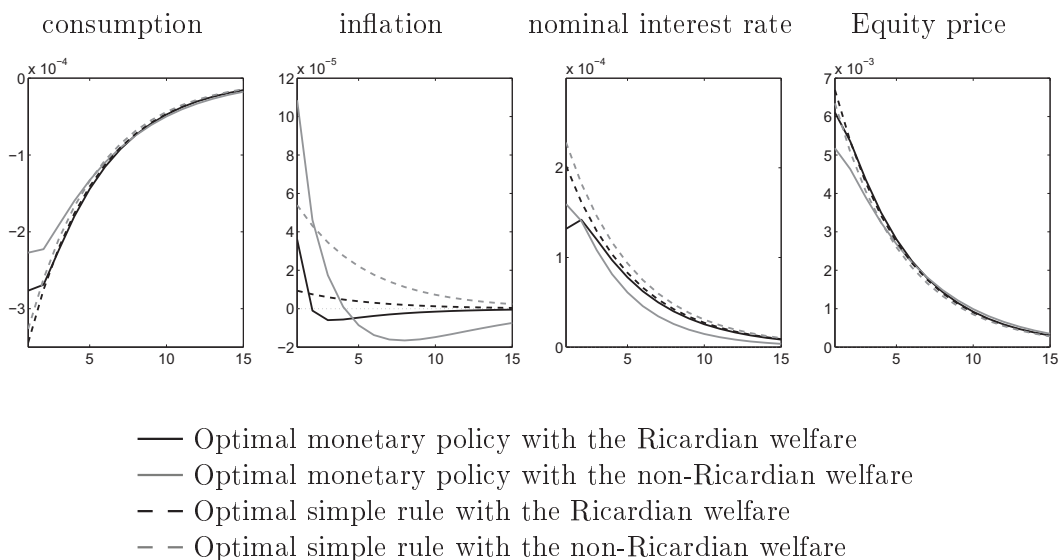 consumption inflation nominal interest rate Equity price
x 10⁻⁴ x 10⁻⁵ x 10⁻⁴ x 10⁻³
0 12 7
10 6
−1 8 2 5
6 4
−2 4 1 3
2 2
−3 0 1
−2 0 0
5 10 15 5 10 15 5 10 15 5 10 15
Optimal monetary policy with the Ricardian welfare
Optimal monetary policy with the non-Ricardian welfare
Optimal simple rule with the Ricardian welfare
Optimal simple rule with the non-Ricardian welfare